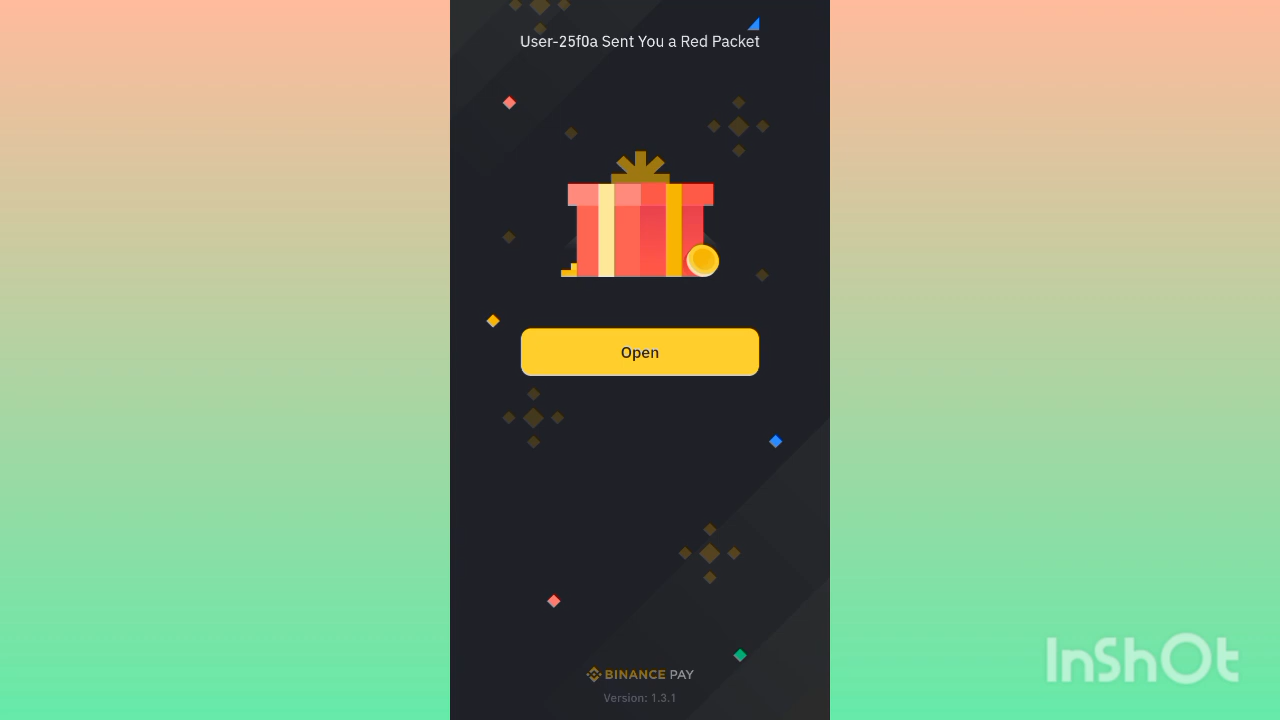 User-25f0a Sent You a Red Packet
Open
BINANCE PAY
Version: 1.3.1
InShOt